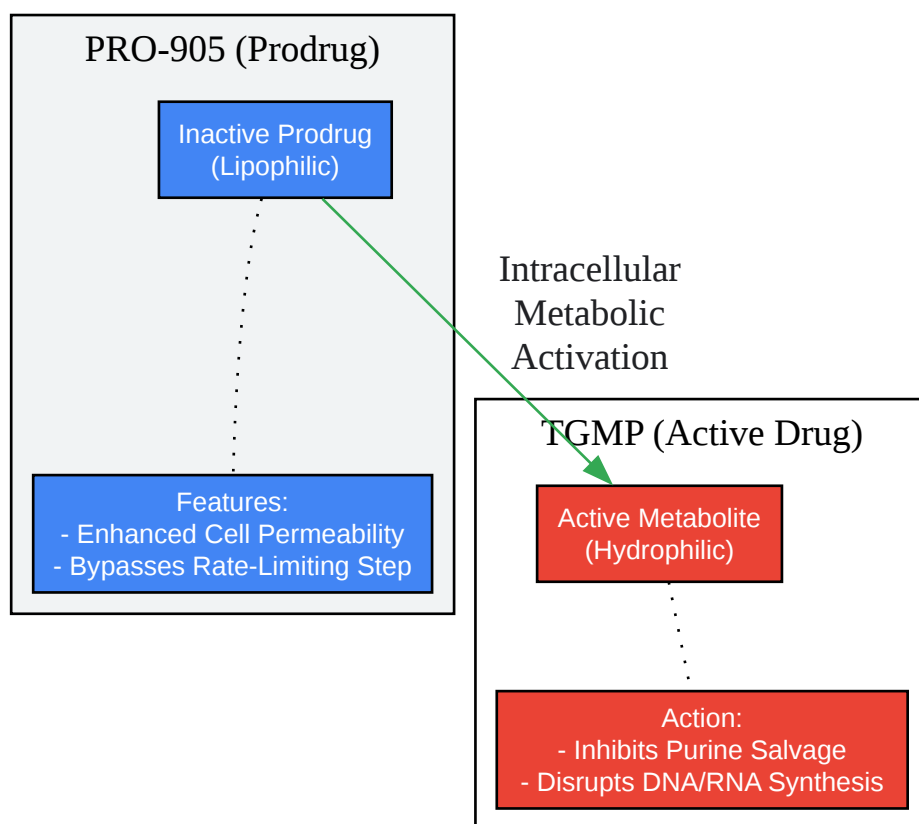 PRO-905 (Prodrug)
Inactive Prodrug
(Lipophilic)
Intracellular
Metabolic
Activation
Features:
- Enhanced Cell Permeability
- Bypasses Rate-Limiting Step
TGMP (Active Drug)
Active Metabolite
(Hydrophilic)
Action:
- Inhibits Purine Salvage
- Disrupts DNA/RNA Synthesis